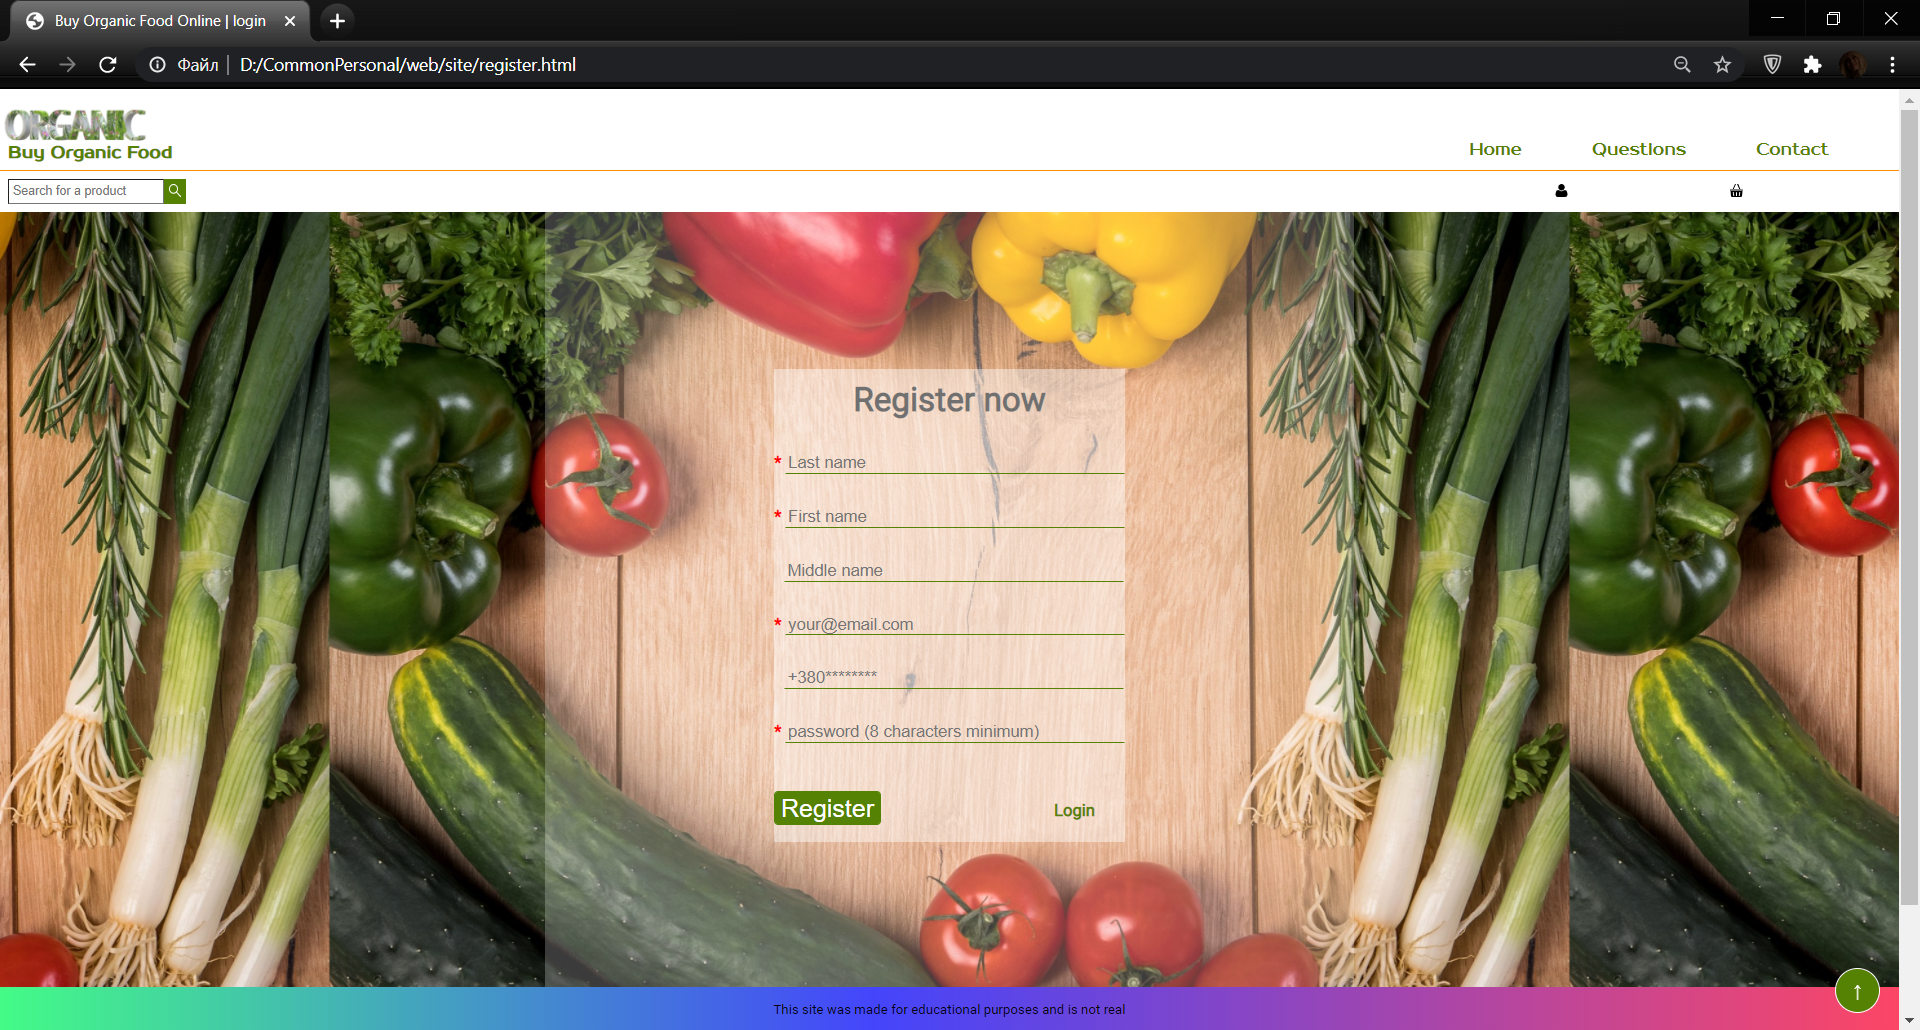 Buy Organic Food Online | login
Файл | D:/CommonPersonal/web/site/register.html
ORGANIC
Buy Organic Food
Home Questions Contact
Search for a product
Register now
* Last name
* First name
Middle name
* your@email.com
+380********
* password (8 characters minimum)
Register Login
↑
This site was made for educational purposes and is not real